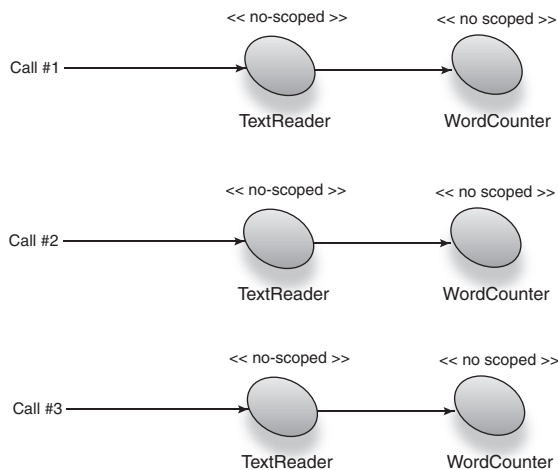 << no-scoped >> << no scoped >>
Call #1
TextReader WordCounter
<< no-scoped >> << no scoped >>
Call #2
TextReader WordCounter
<< no-scoped >> << no scoped >>
Call #3
TextReader WordCounter